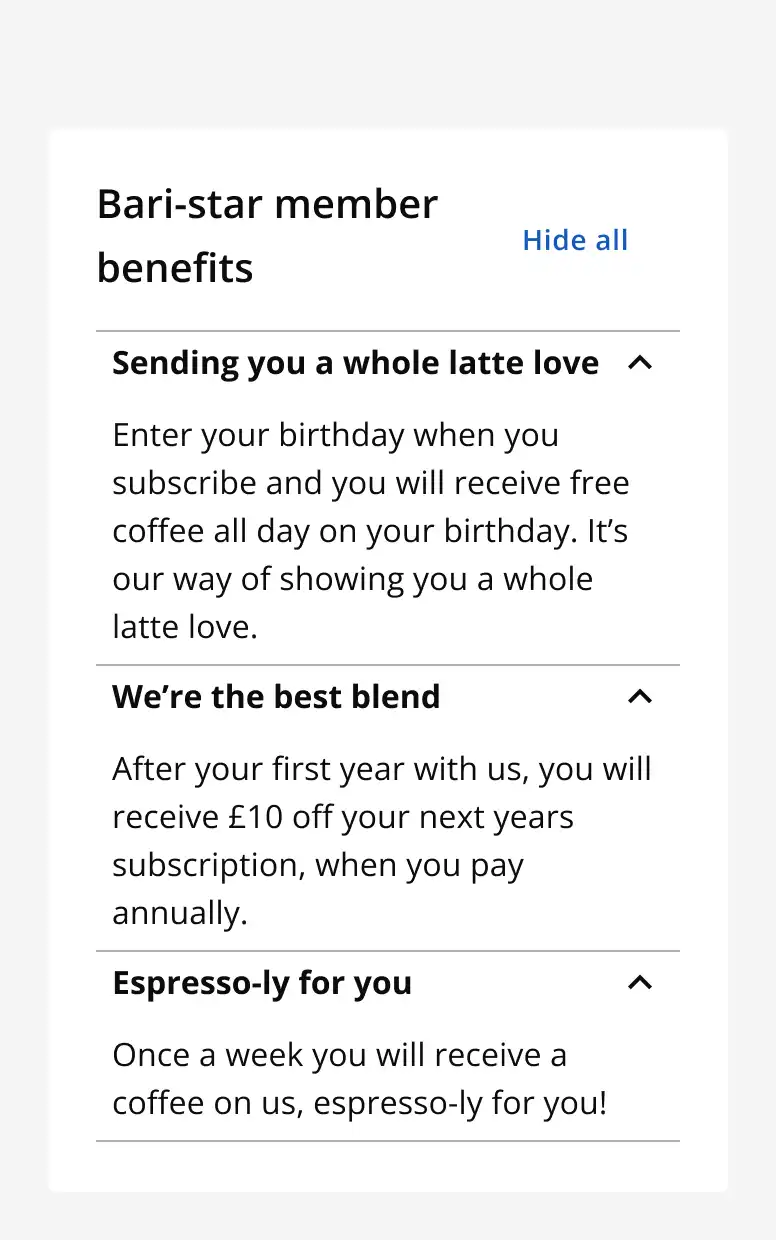 Bari-star member
benefits
Hide all
Sending you a whole latte love
Enter your birthday when you
subscribe and you will receive free
coffee all day on your birthday. It’s
our way of showing you a whole
latte love.
We’re the best blend
After your first year with us, you will
receive £10 off your next years
subscription, when you pay
annually.
Espresso-ly for you
Once a week you will receive a
coffee on us, espresso-ly for you!